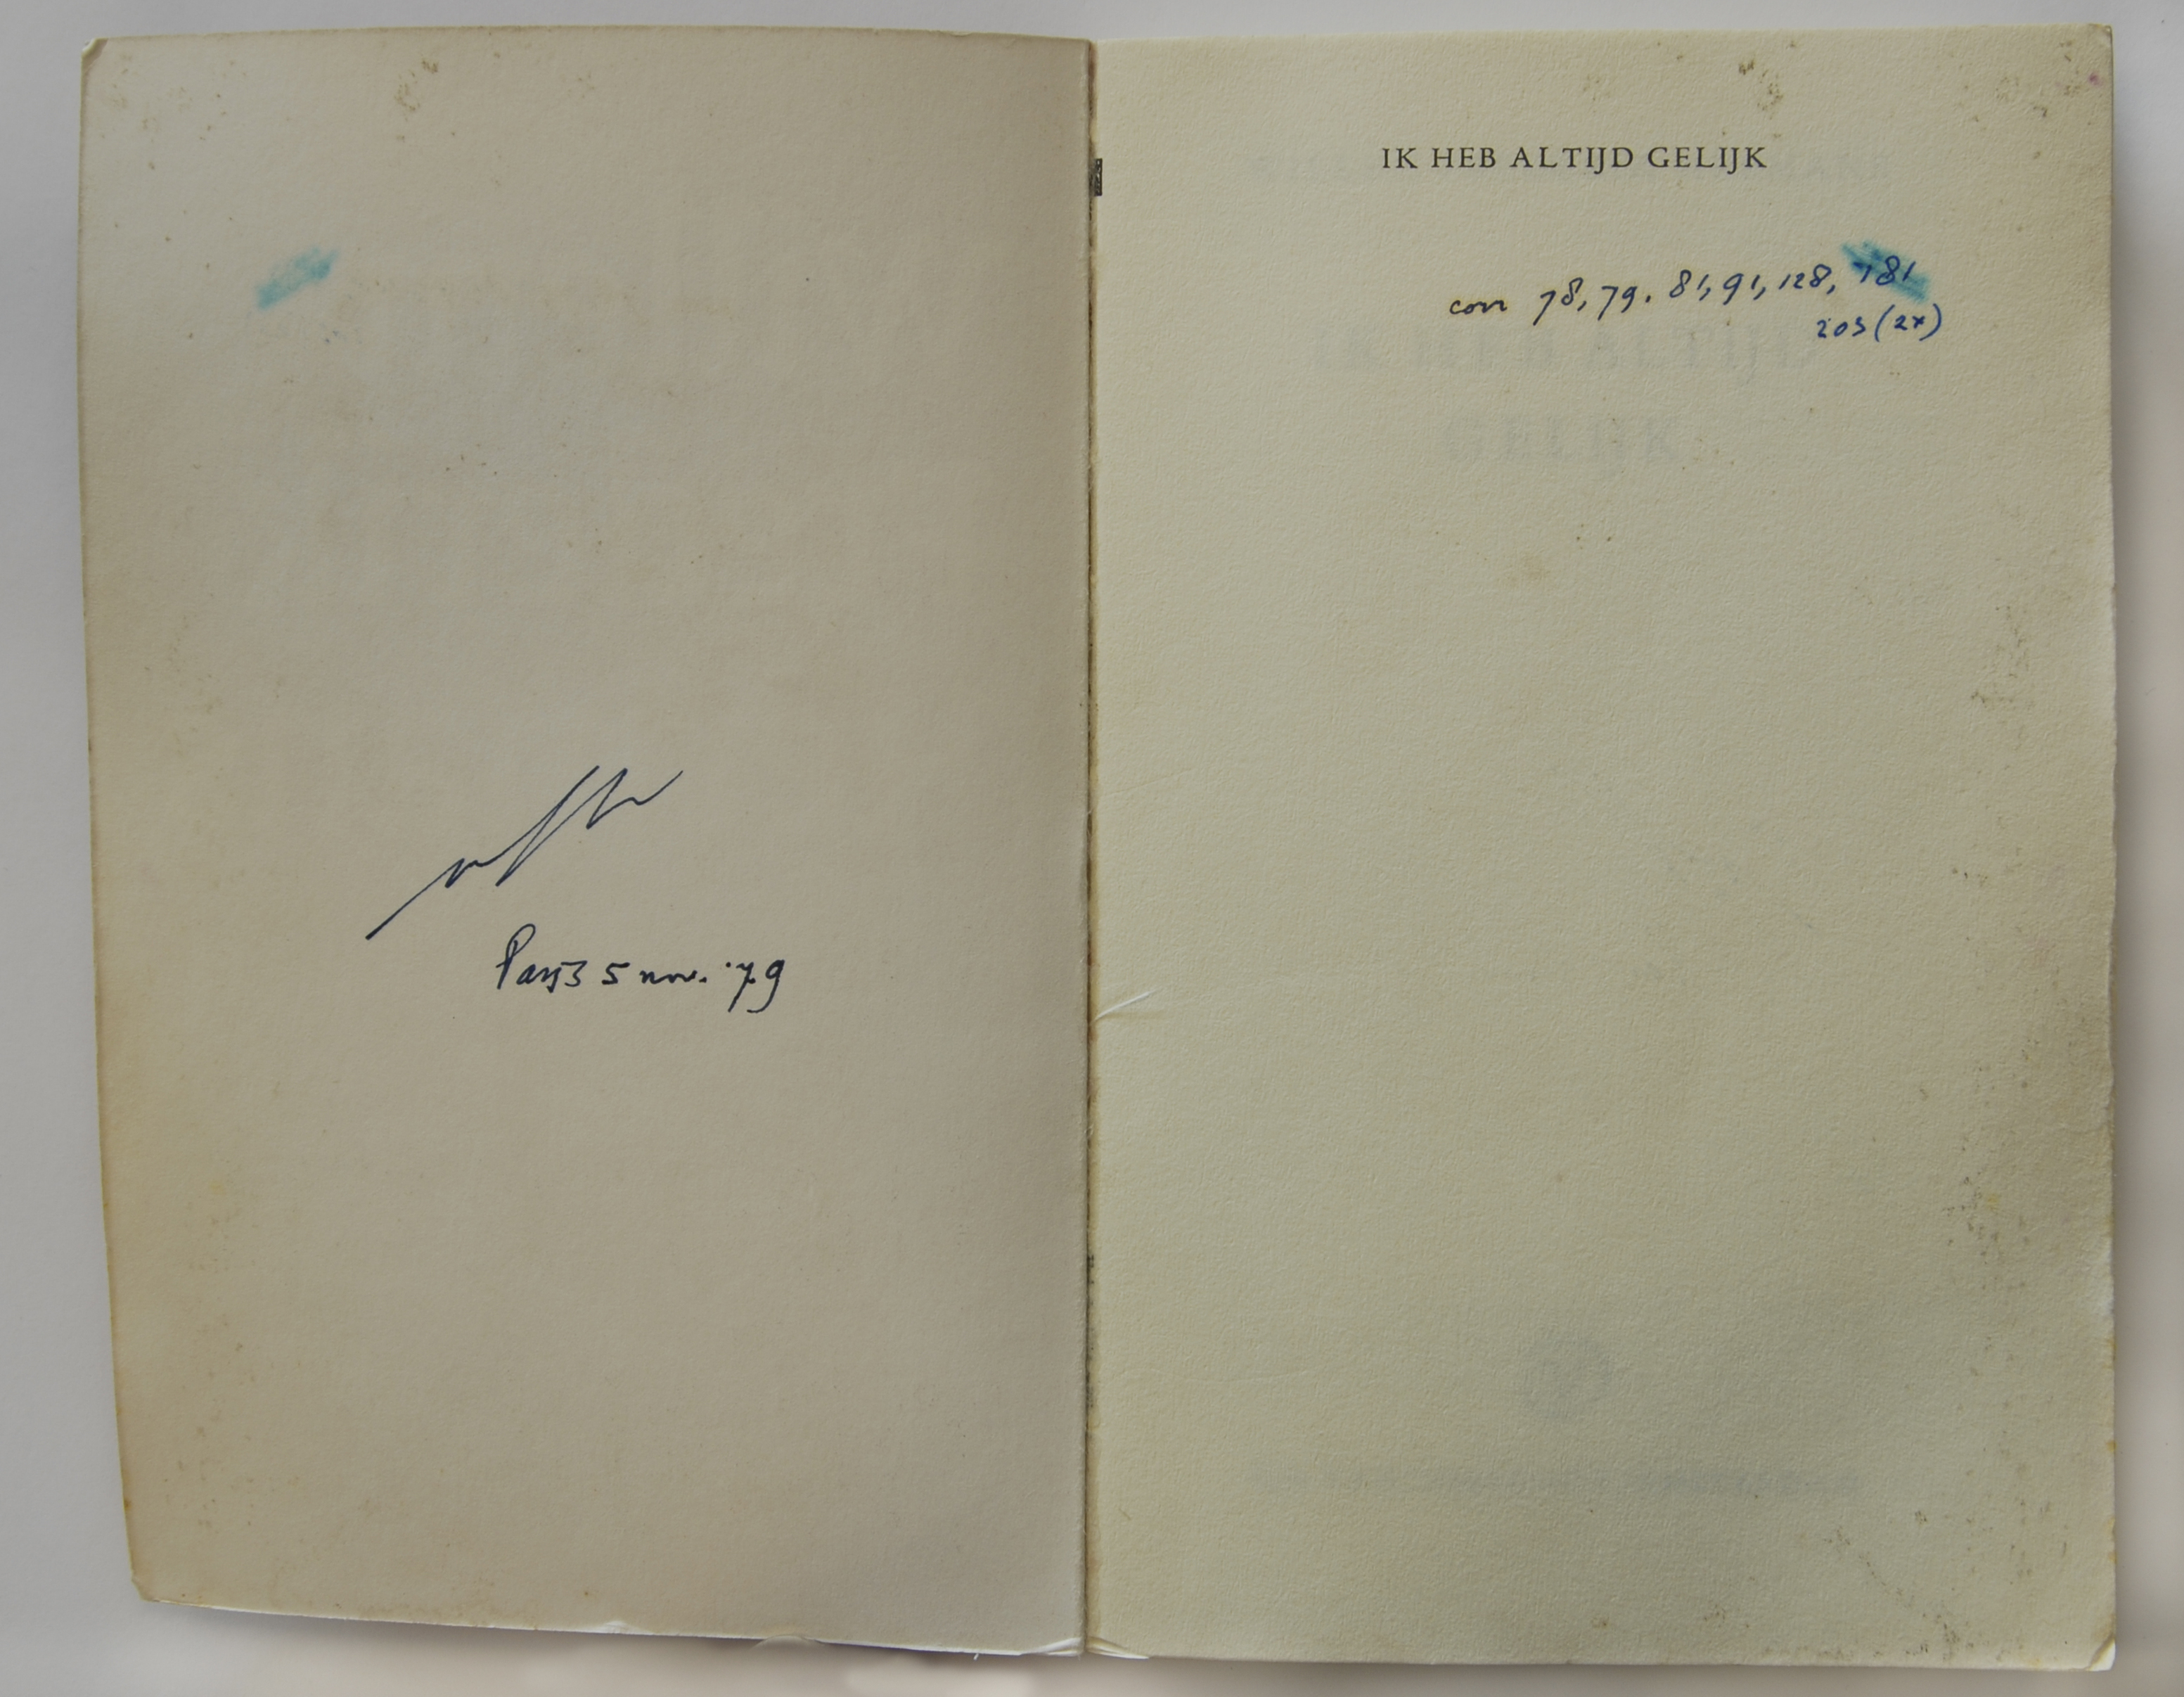 Parijs 5 nov. '79
IK HEB ALTIJD GELIJK
corr 78, 79, 81, 91, 128, 181
203 (2x)